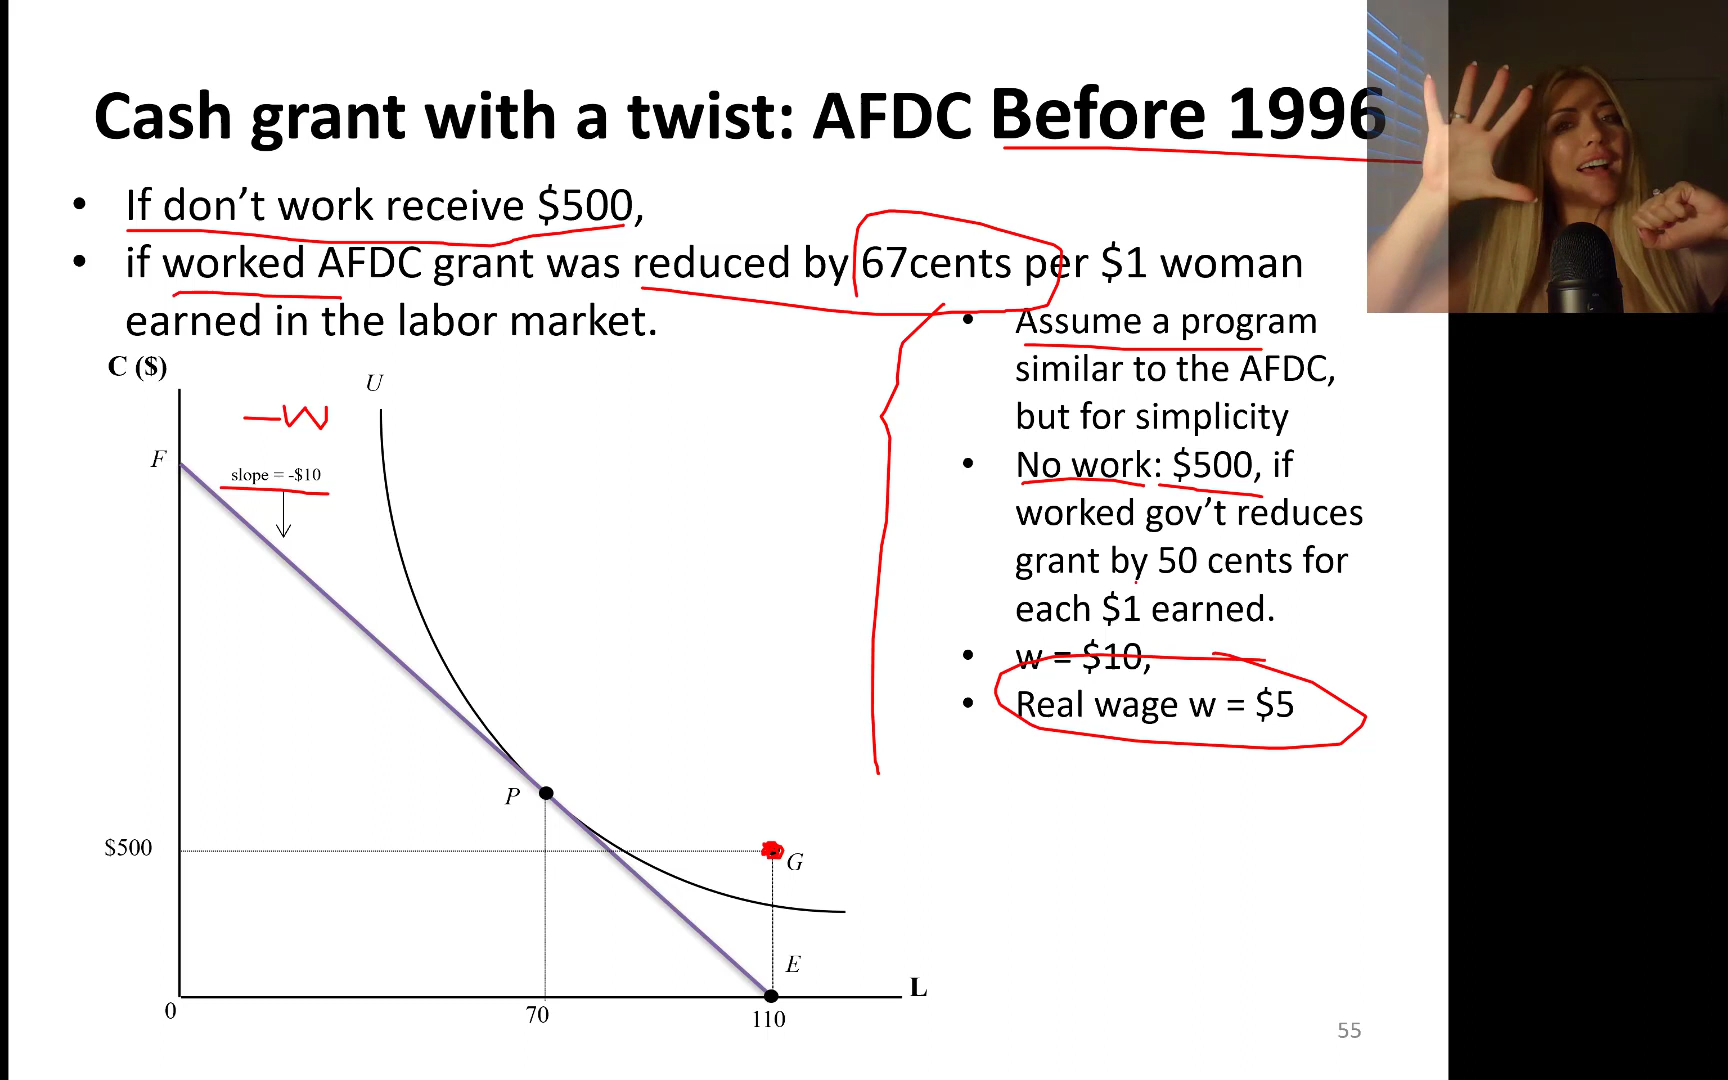 Cash grant with a twist: AFDC Before 1996
• If don't work receive $500,
• if worked AFDC grant was reduced by 67cents per $1 woman
earned in the labor market.
• Assume a program
similar to the AFDC,
but for simplicity
• No work: $500, if
worked gov't reduces
grant by 50 cents for
each $1 earned.
• w = $10,
• Real wage w = $5
C ($)
U
-W
F
slope = -$10
P
$500
G
E
L
0
70
110
55